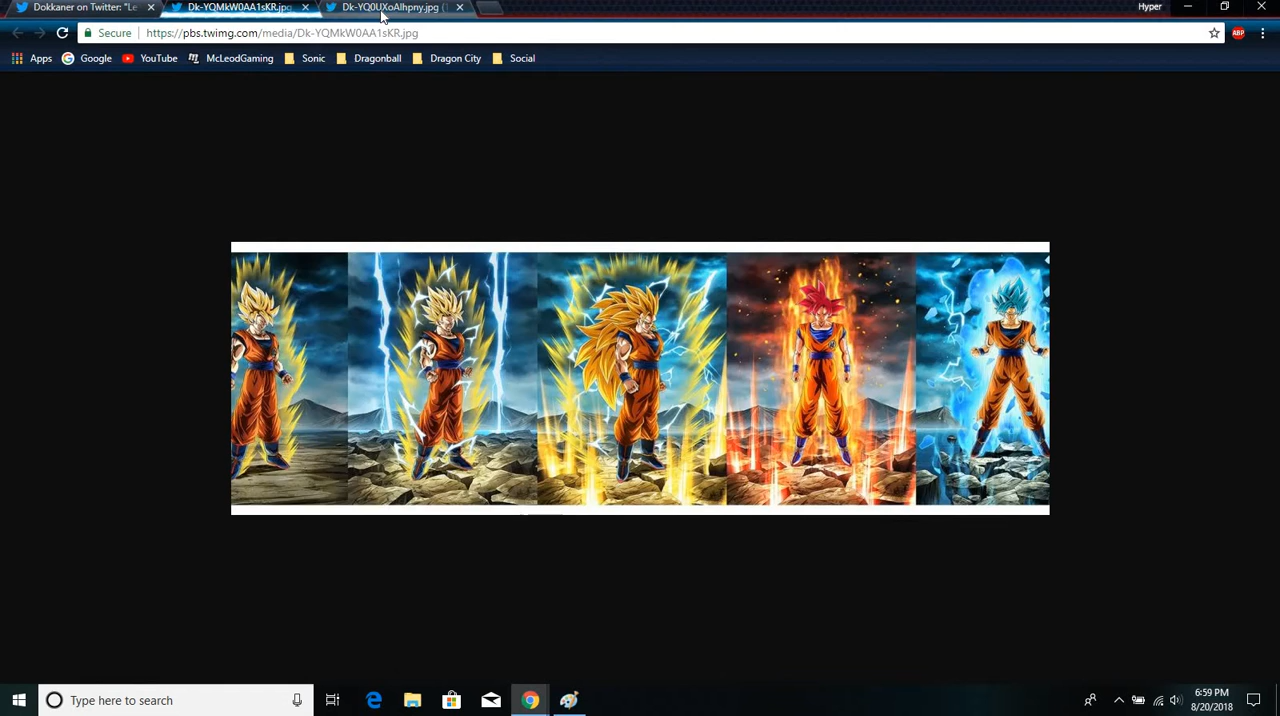 Dokkaner on Twitter: "Le
Dk-YQMkW0AA1sKR.jpg
Dk-YQ0UXoAlhpny.jpg (
Hyper
Secure
https://pbs.twimg.com/media/Dk-YQMkW0AA1sKR.jpg
ABP
Apps
Google
YouTube
McLeodGaming
Sonic
Dragonball
Dragon City
Social
Type here to search
6:59 PM
8/20/2018